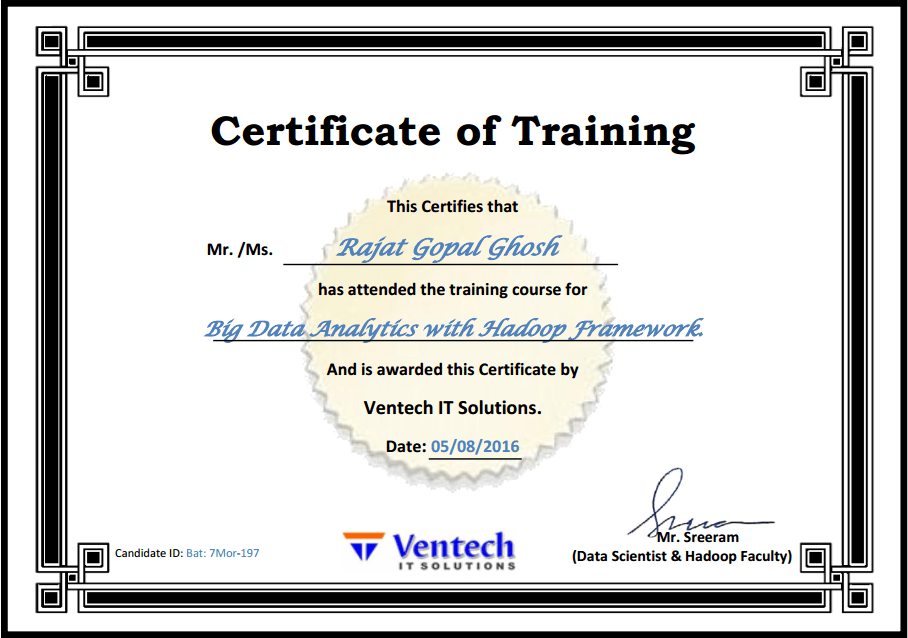 Certificate of Training
This Certifies that
Mr. /Ms. Rajat Gopal Ghosh
has attended the training course for
Big Data Analytics with Hadoop Framework.
And is awarded this Certificate by
Ventech IT Solutions.
Date: 05/08/2016
Mr. Sreeram
(Data Scientist & Hadoop Faculty)
Candidate ID: Bat: 7Mor-197
Ventech
IT SOLUTIONS